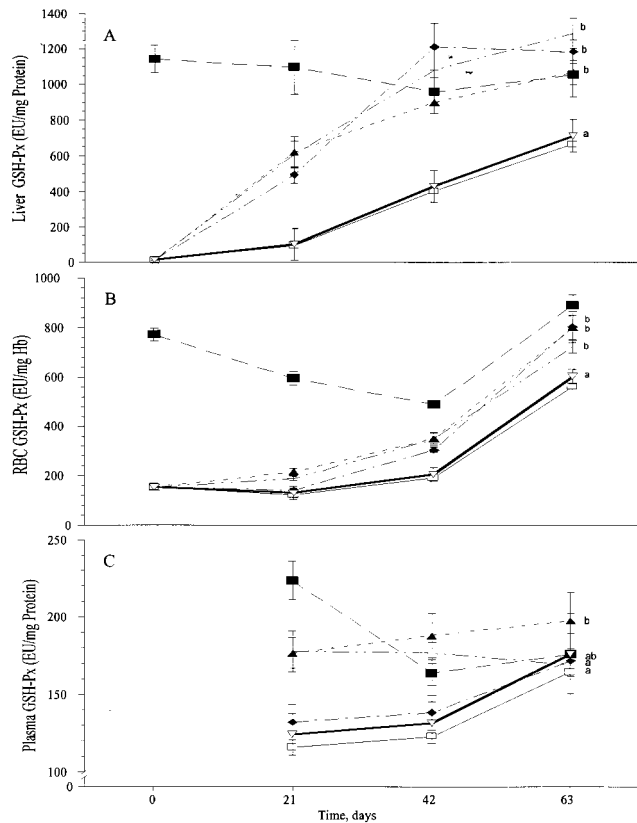 A
Liver GSH-Px (EU/mg Protein)
1400
1200
1000
800
600
400
200
0
b
b
b
a
B
RBC GSH-Px (EU/mg Hb)
1000
800
600
400
200
0
b
b
b
a
C
Plasma GSH-Px (EU/mg Protein)
250
200
150
100
0
b
ab
a
a
0
21
42
63
Time, days